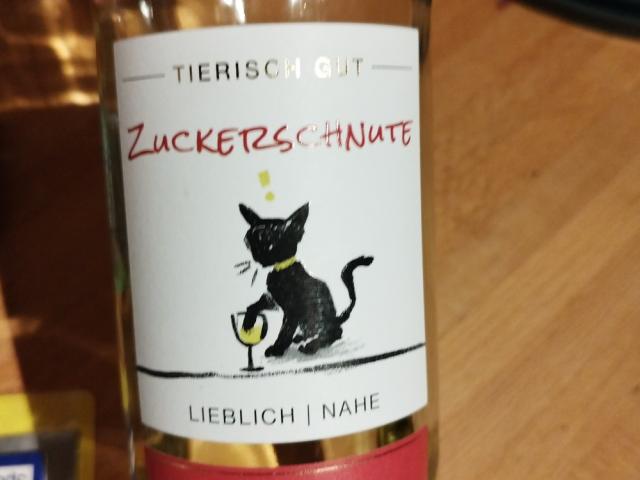 TIERISCH GUT
ZUCKERSCHNUTE
!
LIEBLICH | NAHE